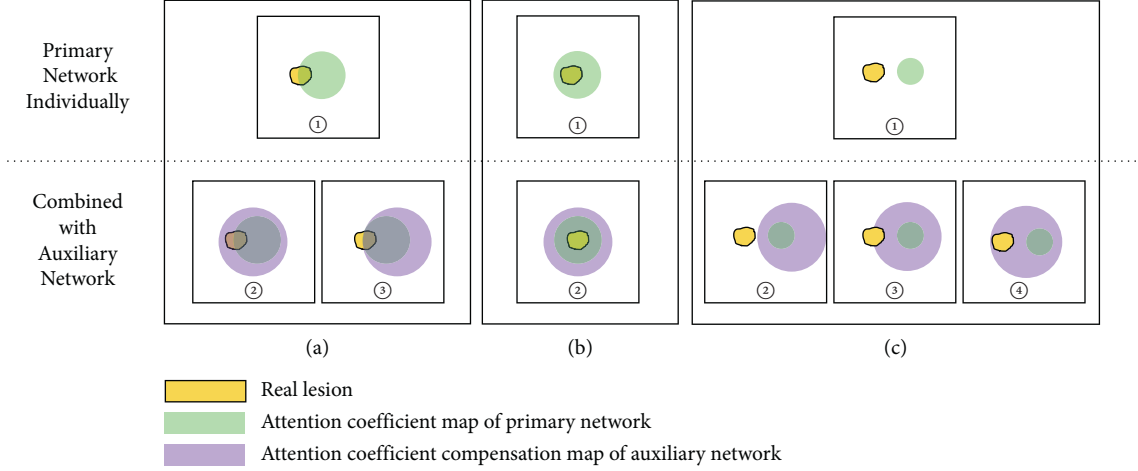 Primary
Network
Individually
①
①
①
Combined
with
Auxiliary
Network
②
③
②
②
③
④
(a)
(b)
(c)
Real lesion
Attention coefficient map of primary network
Attention coefficient compensation map of auxiliary network